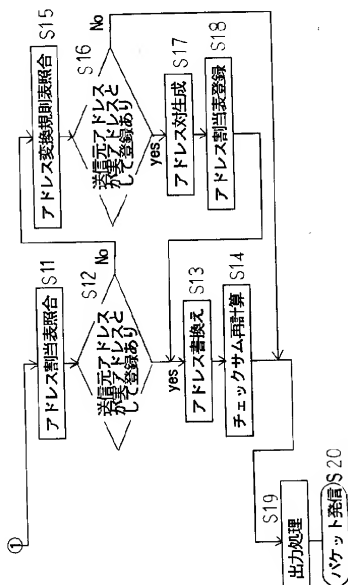 ①
アドレス割当表照合 S11
送信元アドレス
が実アドレスと
して登録あり
S12
No
yes
アドレス書換え S13
チェックサム再計算 S14
アドレス変換規則表照合 S15
送信元アドレス
が実アドレスと
して登録あり
S16
No
yes
アドレス対生成 S17
アドレス割当表登録 S18
出力処理 S19
パケット発信 S20